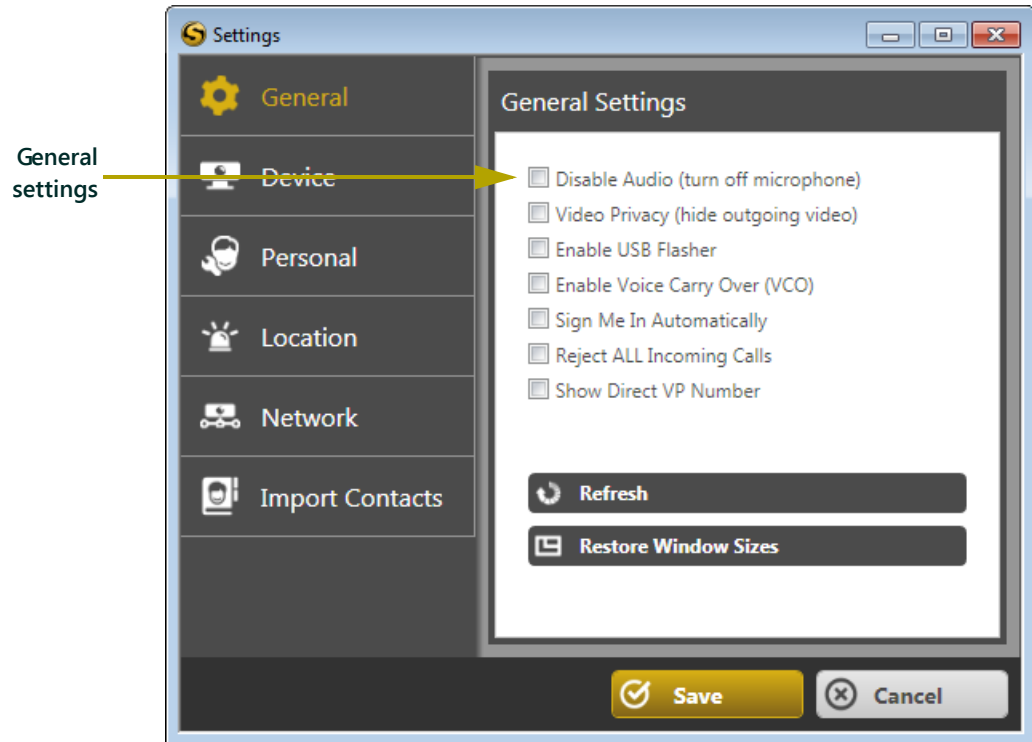 Settings
General
Device
Personal
Location
Network
Import Contacts
General
settings
General Settings
Disable Audio (turn off microphone)
Video Privacy (hide outgoing video)
Enable USB Flasher
Enable Voice Carry Over (VCO)
Sign Me In Automatically
Reject ALL Incoming Calls
Show Direct VP Number
Refresh
Restore Window Sizes
Save
Cancel